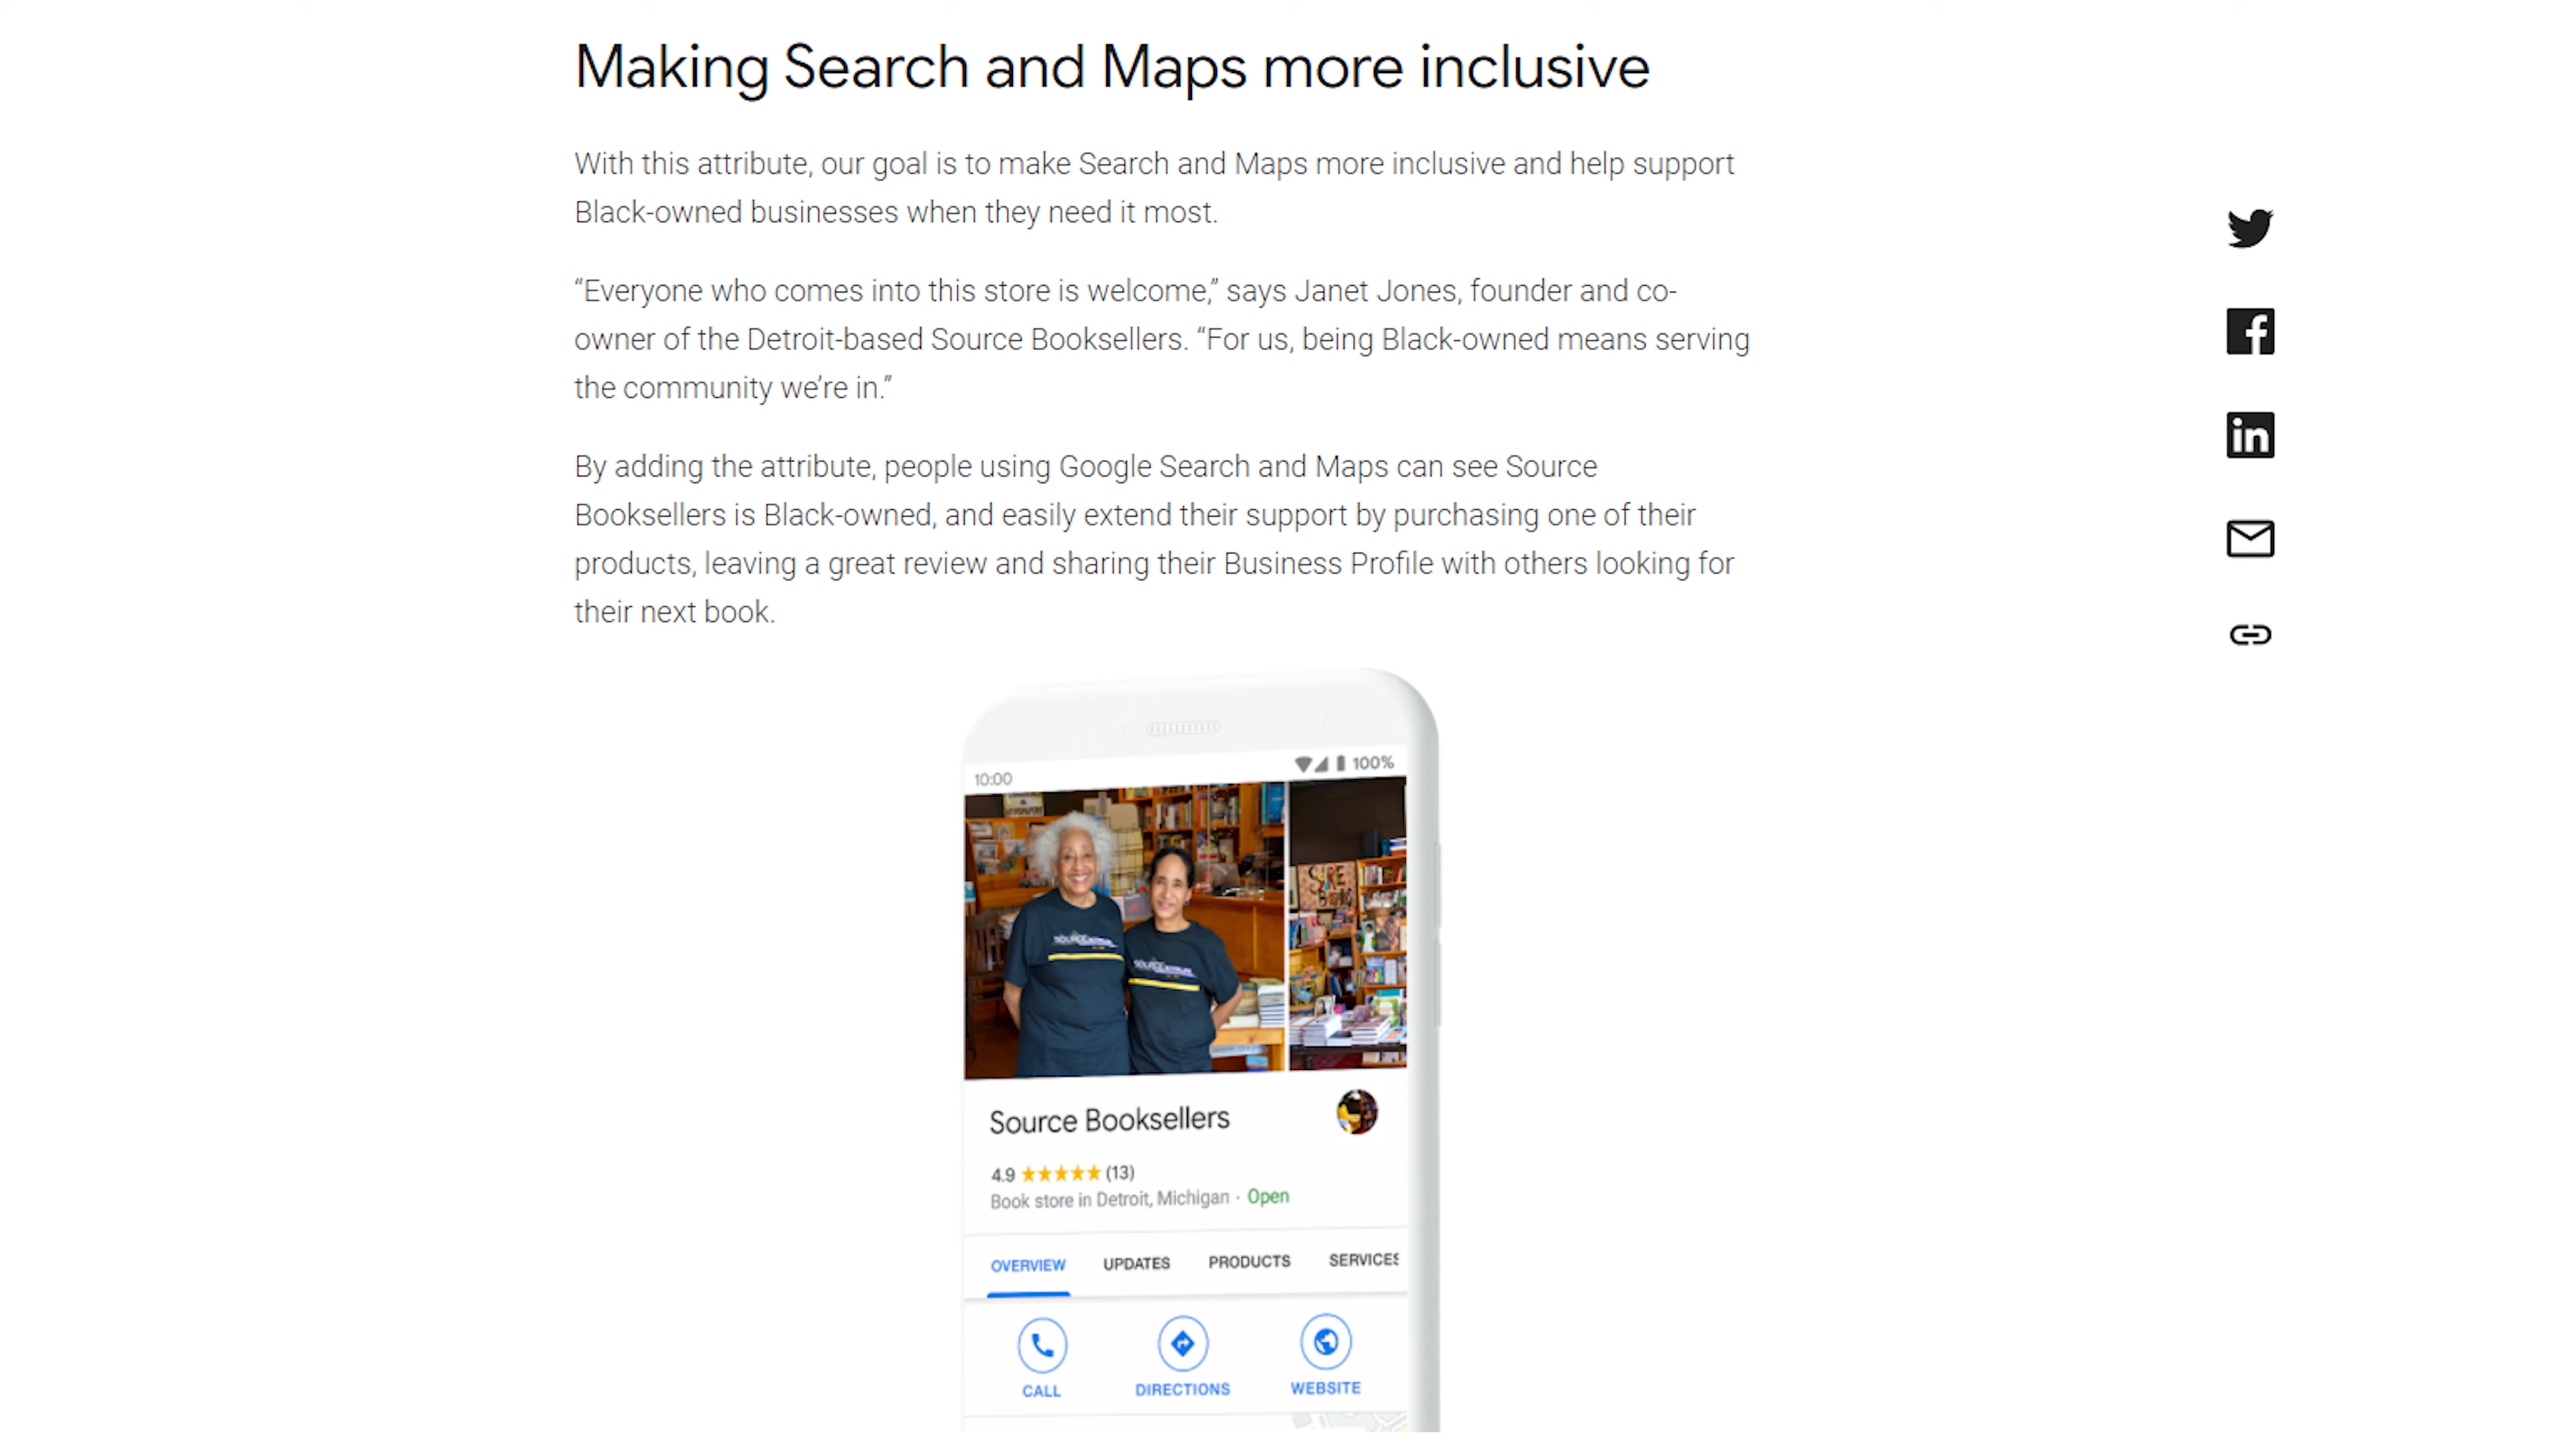 Making Search and Maps more inclusive
With this attribute, our goal is to make Search and Maps more inclusive and help support
Black-owned businesses when they need it most.
“Everyone who comes into this store is welcome,” says Janet Jones, founder and co-
owner of the Detroit-based Source Booksellers. “For us, being Black-owned means serving
the community we’re in.”
By adding the attribute, people using Google Search and Maps can see Source
Booksellers is Black-owned, and easily extend their support by purchasing one of their
products, leaving a great review and sharing their Business Profile with others looking for
their next book.
10:00 100%
Source Booksellers
4.9 (13)
Book store in Detroit, Michigan · Open
OVERVIEW UPDATES PRODUCTS SERVICES
CALL DIRECTIONS WEBSITE